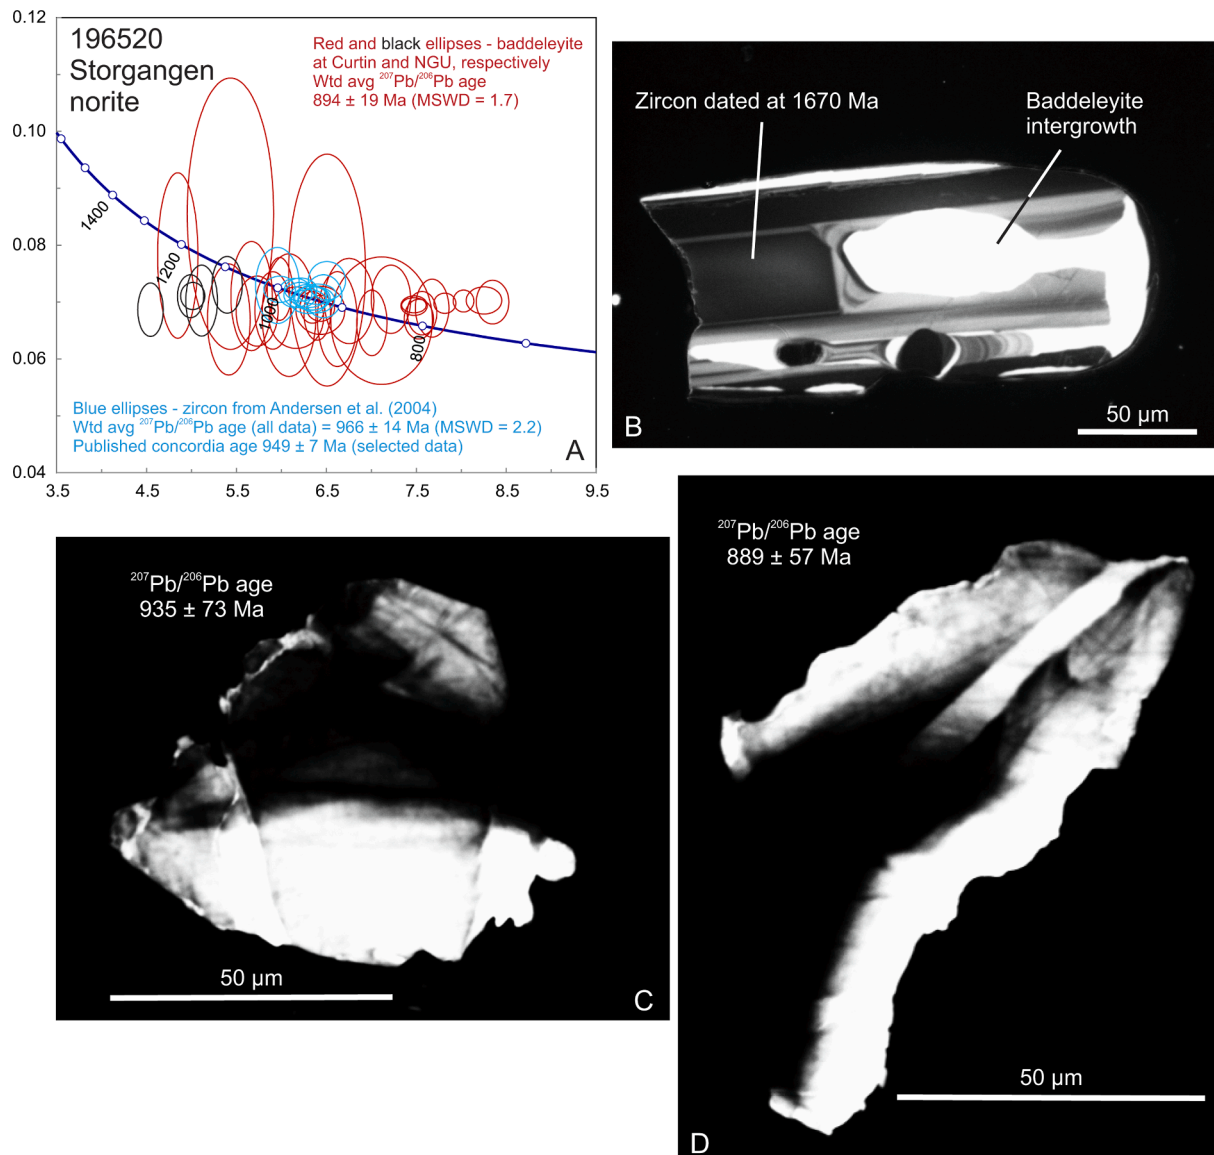 0.12
0.10
0.08
0.06
0.04
3.5 4.5 5.5 6.5 7.5 8.5 9.5
196520
Storgangen
norite
Red and black ellipses - baddeleyite
at Curtin and NGU, respectively
Wtd avg ²⁰⁷Pb/²⁰⁶Pb age
894 ± 19 Ma (MSWD = 1.7)
1400
1200
1000
800
Blue ellipses - zircon from Andersen et al. (2004)
Wtd avg ²⁰⁷Pb/²⁰⁶Pb age (all data) = 966 ± 14 Ma (MSWD = 2.2)
Published concordia age 949 ± 7 Ma (selected data)
A
Zircon dated at 1670 Ma
Baddeleyite
intergrowth
50 µm
B
²⁰⁷Pb/²⁰⁶Pb age
935 ± 73 Ma
50 µm
C
²⁰⁷Pb/²⁰⁶Pb age
889 ± 57 Ma
50 µm
D